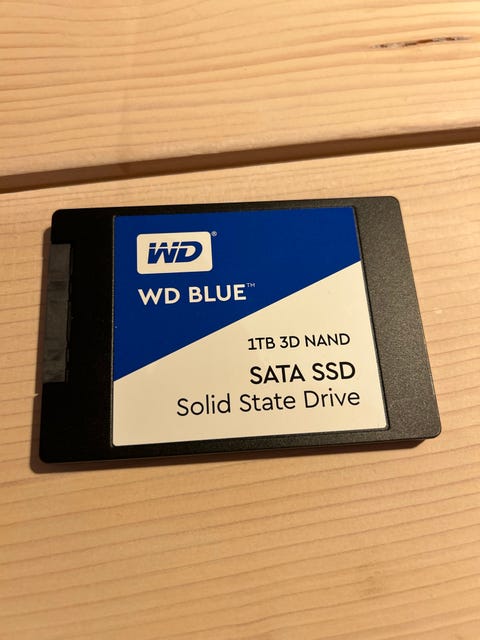 WD®
WD BLUE™
1TB 3D NAND
SATA SSD
Solid State Drive